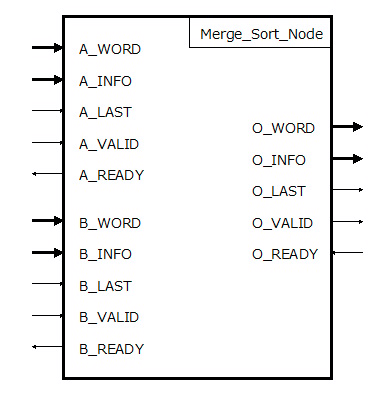 Merge_Sort_Node
A_WORD
A_INFO
A_LAST
A_VALID
A_READY
B_WORD
B_INFO
B_LAST
B_VALID
B_READY
O_WORD
O_INFO
O_LAST
O_VALID
O_READY